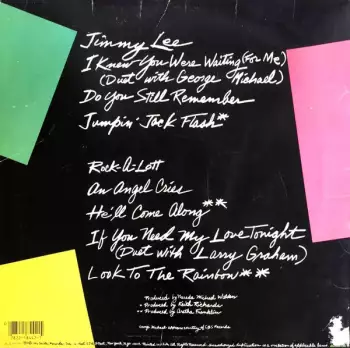 Jimmy Lee
I Knew You Were Waiting (For Me)
(Duet with George Michael)
Do You Still Remember
Jumpin' Jack Flash*
Rock-A-Lott
An Angel Cries
He'll Come Along**
If You Need My Love Tonight
(Duet with Larry Graham)
Look To The Rainbow**
Produced by Narada Michael Walden
* Produced by Keith Richards
** Produced by Aretha Franklin